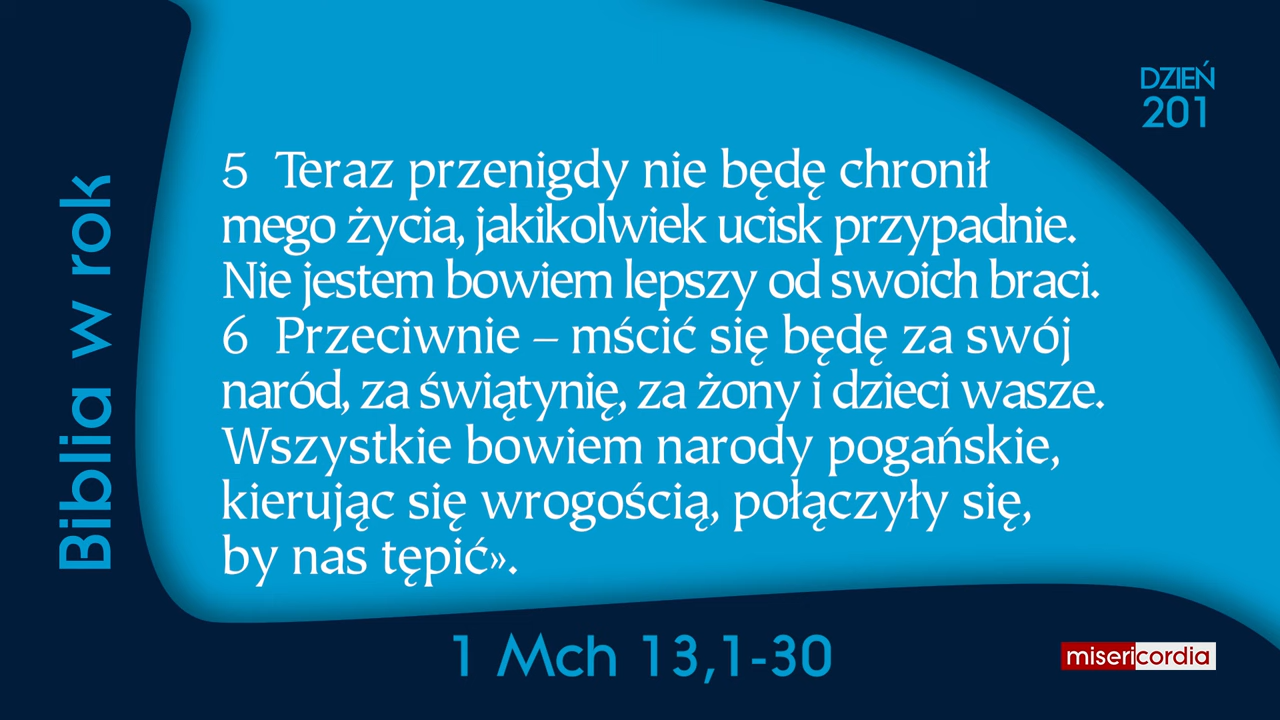 DZIEŃ
201
Biblia w rok
5 Teraz przenigdy nie będę chronił
mego życia, jakikolwiek ucisk przypadnie.
Nie jestem bowiem lepszy od swoich braci.
6 Przeciwnie – mścić się będę za swój
naród, za świątynię, za żony i dzieci wasze.
Wszystkie bowiem narody pogańskie,
kierując się wrogością, połączyły się,
by nas tępić».
1 Mch 13,1-30
misericordia